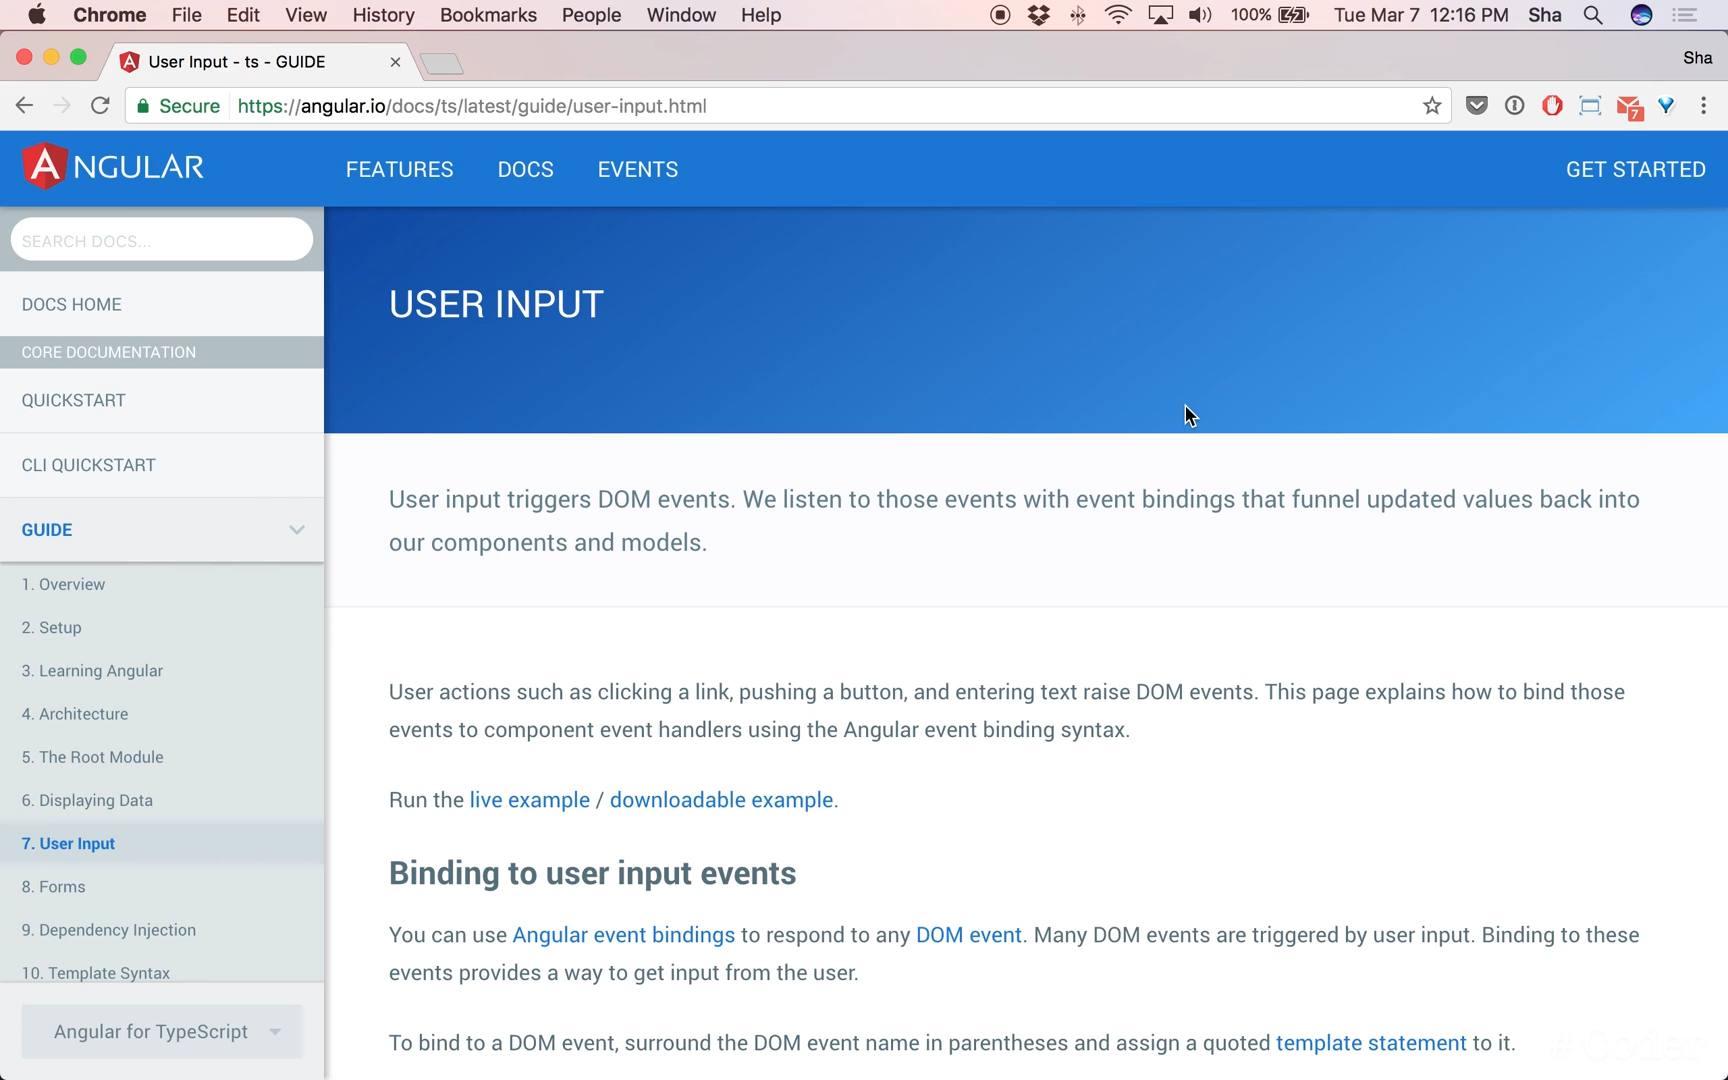 Chrome File Edit View History Bookmarks People Window Help 100% Tue Mar 7 12:16 PM Sha
User Input - ts - GUIDE
Sha
Secure https://angular.io/docs/ts/latest/guide/user-input.html
7
ANGULAR FEATURES DOCS EVENTS GET STARTED
SEARCH DOCS...
DOCS HOME
CORE DOCUMENTATION
QUICKSTART
CLI QUICKSTART
GUIDE
1. Overview
2. Setup
3. Learning Angular
4. Architecture
5. The Root Module
6. Displaying Data
7. User Input
8. Forms
9. Dependency Injection
10. Template Syntax
Angular for TypeScript
USER INPUT
User input triggers DOM events. We listen to those events with event bindings that funnel updated values back into
our components and models.
User actions such as clicking a link, pushing a button, and entering text raise DOM events. This page explains how to bind those
events to component event handlers using the Angular event binding syntax.
Run the live example / downloadable example.
Binding to user input events
You can use Angular event bindings to respond to any DOM event. Many DOM events are triggered by user input. Binding to these
events provides a way to get input from the user.
To bind to a DOM event, surround the DOM event name in parentheses and assign a quoted template statement to it.